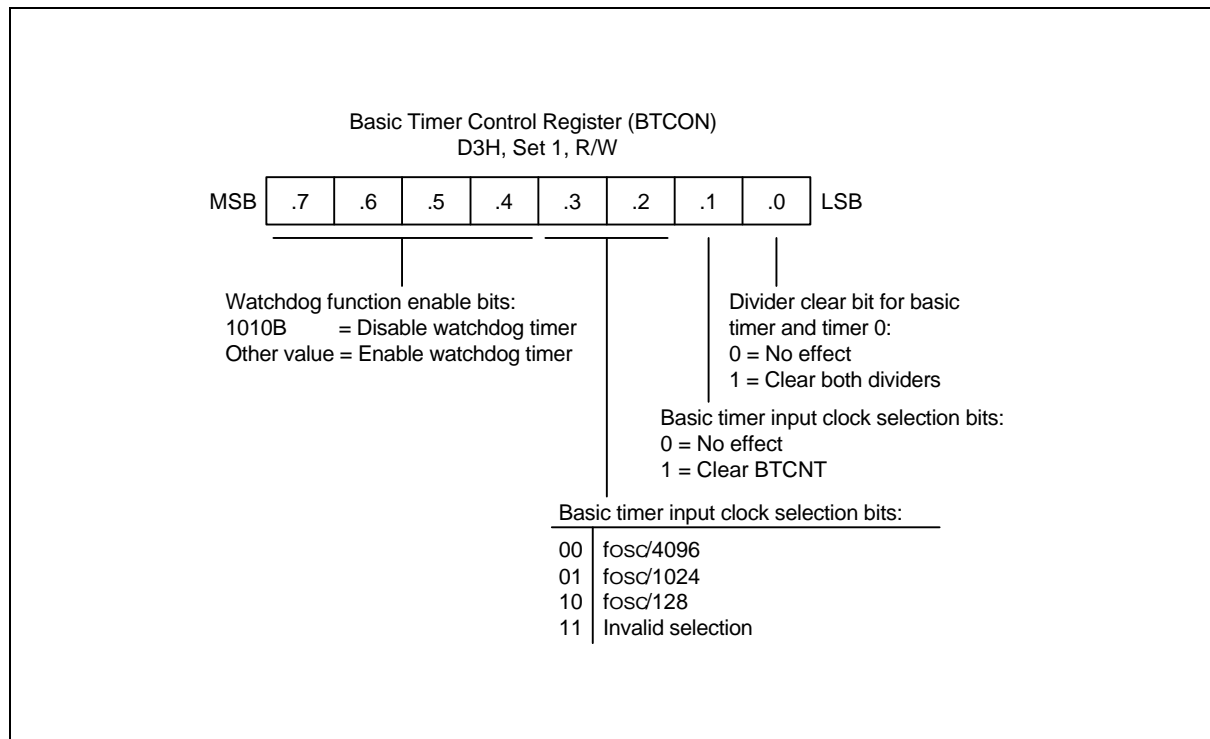 Basic Timer Control Register (BTCON)
D3H, Set 1, R/W
MSB .7 .6 .5 .4 .3 .2 .1 .0 LSB
Watchdog function enable bits:
1010B = Disable watchdog timer
Other value = Enable watchdog timer
Divider clear bit for basic
timer and timer 0:
0 = No effect
1 = Clear both dividers
Basic timer input clock selection bits:
0 = No effect
1 = Clear BTCNT
Basic timer input clock selection bits:
00 fOSC/4096
01 fOSC/1024
10 fOSC/128
11 Invalid selection